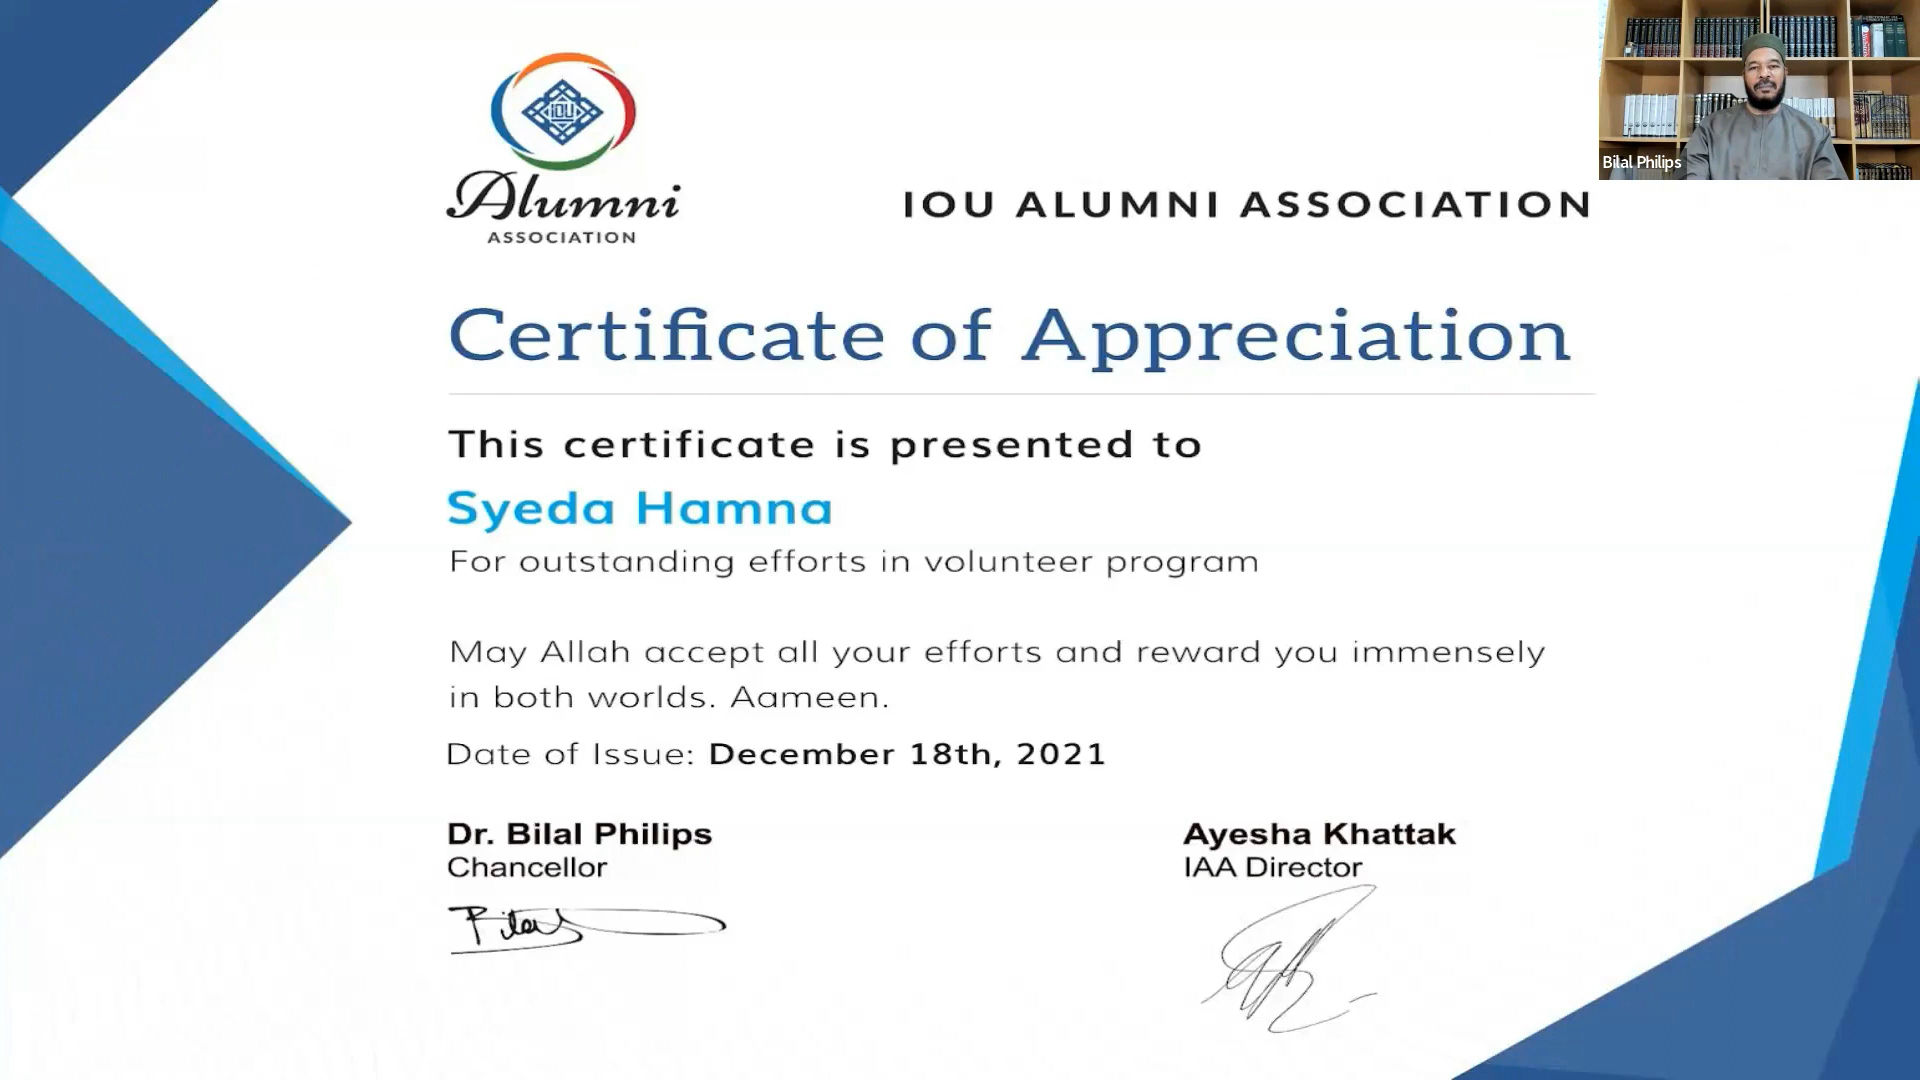 IOU
Alumni
ASSOCIATION
IOU ALUMNI ASSOCIATION
Bilal Philips
Certificate of Appreciation
This certificate is presented to
Syeda Hamna
For outstanding efforts in volunteer program
May Allah accept all your efforts and reward you immensely
in both worlds. Aameen.
Date of Issue: December 18th, 2021
Dr. Bilal Philips
Chancellor
Bilal
Ayesha Khattak
IAA Director